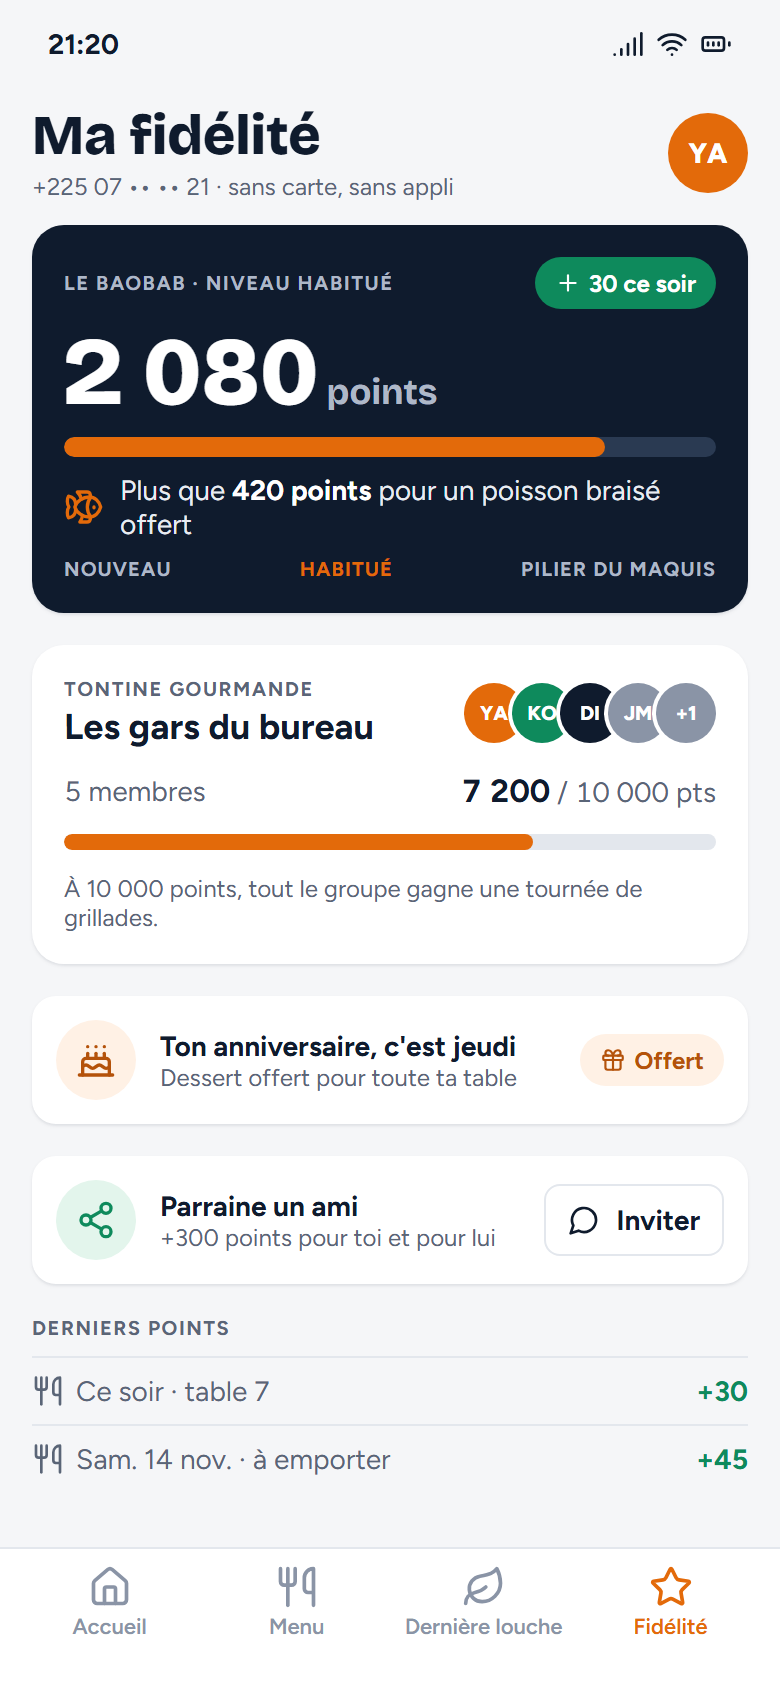 21:20
Ma fidélité
+225 07 •• •• 21 · sans carte, sans appli
YA
LE BAOBAB · NIVEAU HABITUÉ
+ 30 ce soir
2 080 points
Plus que 420 points pour un poisson braisé
offert
NOUVEAU
HABITUÉ
PILIER DU MAQUIS
TONTINE GOURMANDE
Les gars du bureau
YA
KO
DI
JM
+1
5 membres
7 200 / 10 000 pts
À 10 000 points, tout le groupe gagne une tournée de
grillades.
Ton anniversaire, c'est jeudi
Dessert offert pour toute ta table
Offert
Parraine un ami
+300 points pour toi et pour lui
Inviter
DERNIERS POINTS
Ce soir · table 7
+30
Sam. 14 nov. · à emporter
+45
Accueil
Menu
Dernière louche
Fidélité